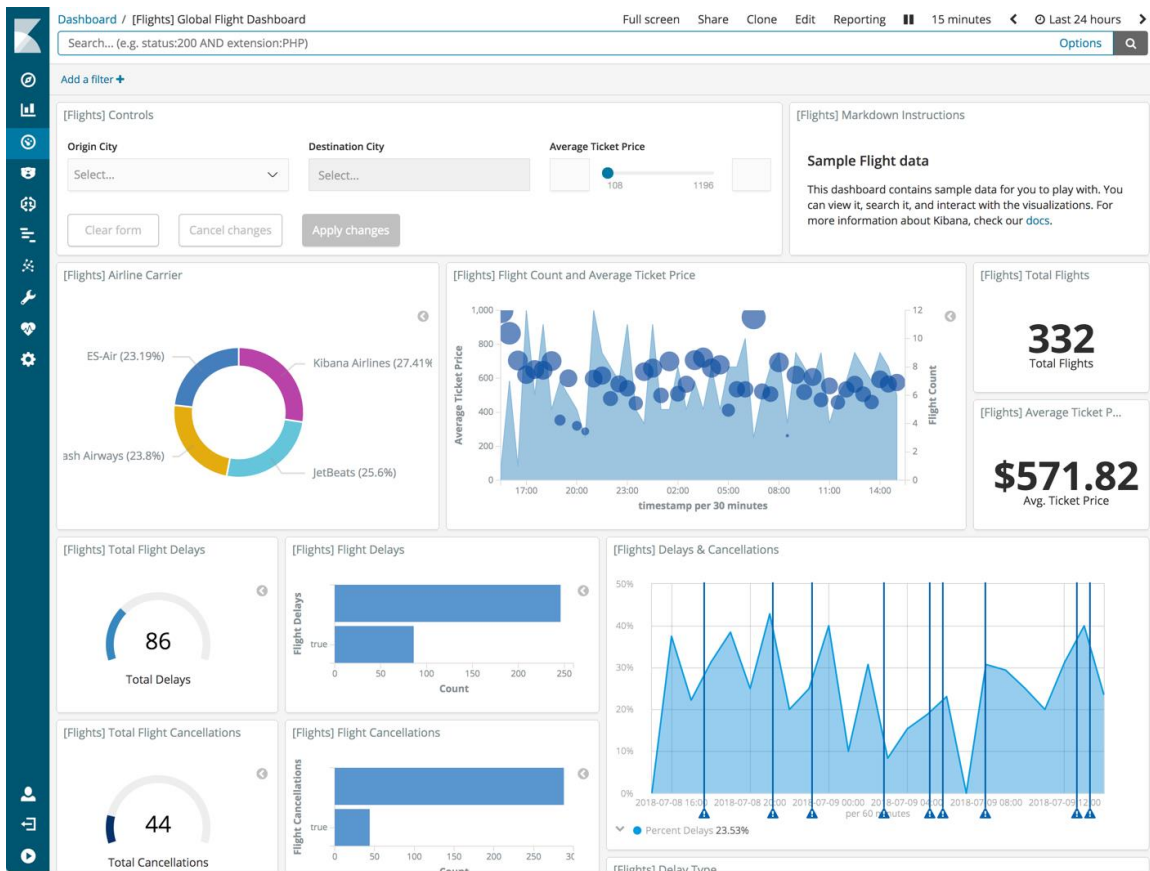 Dashboard / [Flights] Global Flight Dashboard
Full screen Share Clone Edit Reporting 15 minutes Last 24 hours
Search... (e.g. status:200 AND extension:PHP)
Options
Add a filter +
[Flights] Controls
Origin City
Destination City
Average Ticket Price
Select...
Select...
108
1196
Clear form
Cancel changes
Apply changes
[Flights] Markdown Instructions
Sample Flight data
This dashboard contains sample data for you to play with. You
can view it, search it, and interact with the visualizations. For
more information about Kibana, check our docs.
[Flights] Airline Carrier
ES-Air (23.19%)
Kibana Airlines (27.41%
ash Airways (23.8%)
JetBeats (25.6%)
[Flights] Flight Count and Average Ticket Price
Average Ticket Price
1,000
800
600
400
200
0
12
10
8
6
4
2
0
Flight Count
17:00 20:00 23:00 02:00 05:00 08:00 11:00 14:00
timestamp per 30 minutes
[Flights] Total Flights
332
Total Flights
[Flights] Average Ticket P...
$571.82
Avg. Ticket Price
[Flights] Total Flight Delays
86
Total Delays
[Flights] Flight Delays
Flight Delays
true
0 50 100 150 200 250
Count
[Flights] Delays & Cancellations
50%
40%
30%
20%
10%
0%
2018-07-08 16:00 2018-07-08 20:00 2018-07-09 00:00 2018-07-09 04:00 2018-07-09 08:00 2018-07-09 12:00
per 60 minutes
Percent Delays 23.53%
[Flights] Total Flight Cancellations
44
Total Cancellations
[Flights] Flight Cancellations
Flight Cancellations
true
0 50 100 150 200 250 30
Count
[Flights] Delay Type